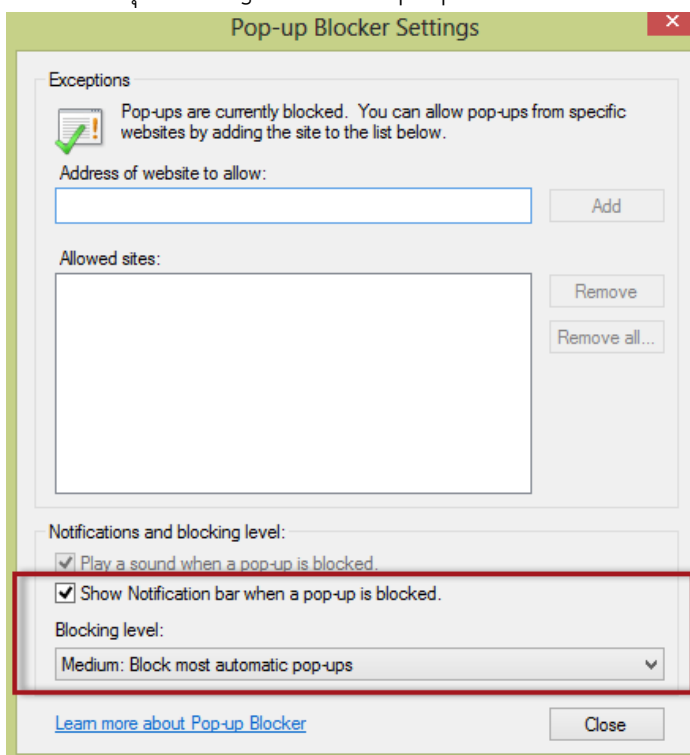 Pop-up Blocker Settings
Exceptions
Pop-ups are currently blocked. You can allow pop-ups from specific
websites by adding the site to the list below.
Address of website to allow:
Add
Allowed sites:
Remove
Remove all...
Notifications and blocking level:
Play a sound when a pop-up is blocked.
Show Notification bar when a pop-up is blocked.
Blocking level:
Medium: Block most automatic pop-ups
Learn more about Pop-up Blocker
Close